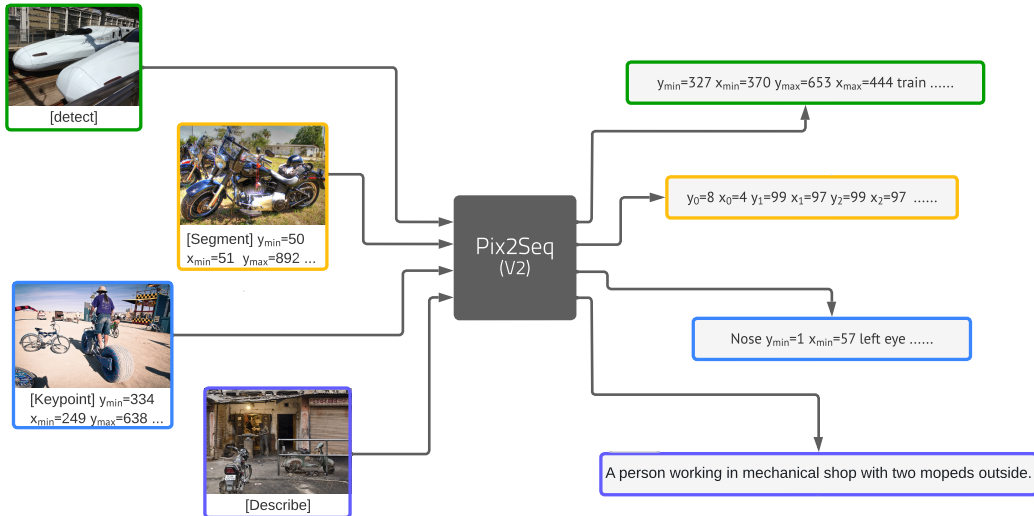 [detect]
[Segment] ymin=50
xmin=51 ymax=892 ...
[Keypoint] ymin=334
xmin=249 ymax=638 ...
[Describe]
Pix2Seq
(V2)
ymin=327 xmin=370 ymax=653 xmax=444 train ......
y0=8 x0=4 y1=99 x1=97 y2=99 x2=97 ......
Nose ymin=1 xmin=57 left eye ......
A person working in mechanical shop with two mopeds outside.